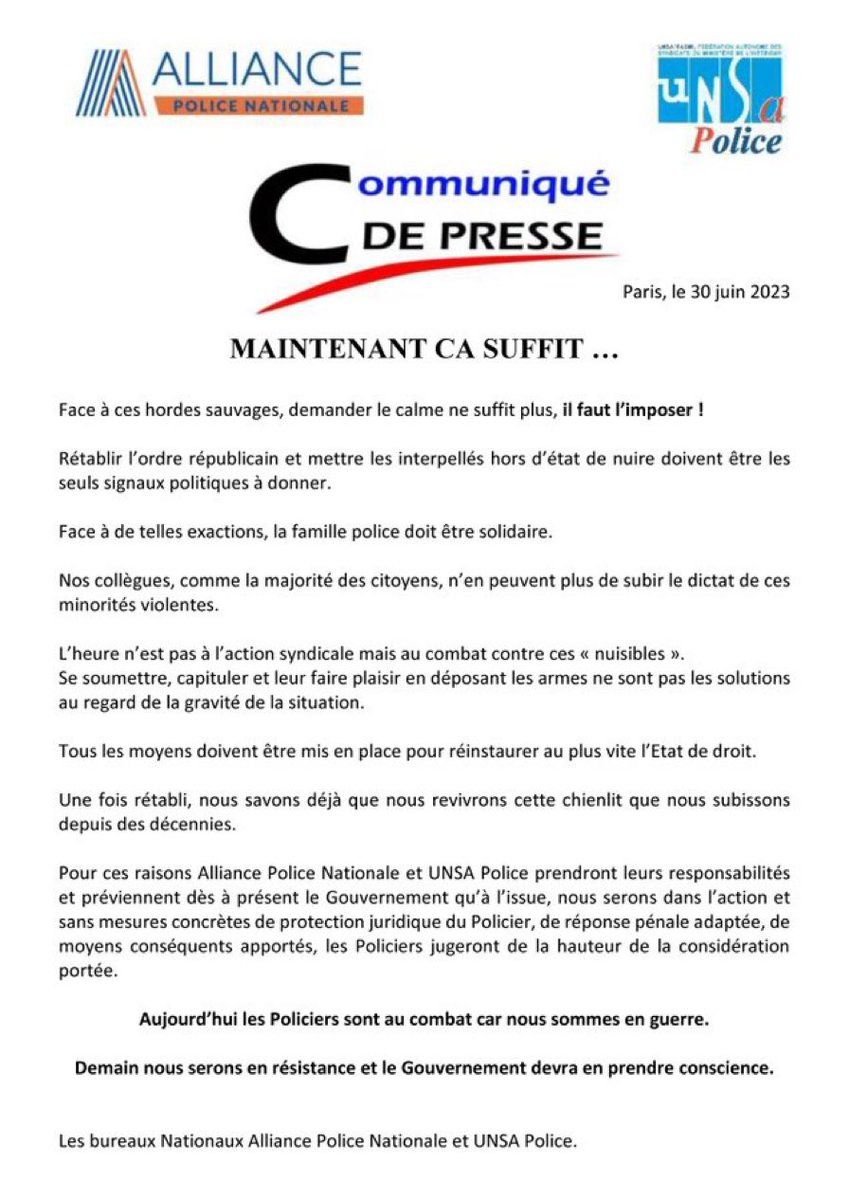 ALLIANCE
POLICE NATIONALE
UNSA/FASMI, FÉDÉRATION AUTONOME DES
SYNDICATS DU MINISTÈRE DE L'INTÉRIEUR
uNSa
Police
Communiqué
DE PRESSE
Paris, le 30 juin 2023
MAINTENANT CA SUFFIT …
Face à ces hordes sauvages, demander le calme ne suffit plus, il faut l’imposer !
Rétablir l’ordre républicain et mettre les interpellés hors d’état de nuire doivent être les
seuls signaux politiques à donner.
Face à de telles exactions, la famille police doit être solidaire.
Nos collègues, comme la majorité des citoyens, n’en peuvent plus de subir le dictat de ces
minorités violentes.
L’heure n’est pas à l’action syndicale mais au combat contre ces « nuisibles ».
Se soumettre, capituler et leur faire plaisir en déposant les armes ne sont pas les solutions
au regard de la gravité de la situation.
Tous les moyens doivent être mis en place pour réinstaurer au plus vite l’Etat de droit.
Une fois rétabli, nous savons déjà que nous revivrons cette chienlit que nous subissons
depuis des décennies.
Pour ces raisons Alliance Police Nationale et UNSA Police prendront leurs responsabilités
et préviennent dès à présent le Gouvernement qu’à l’issue, nous serons dans l’action et
sans mesures concrètes de protection juridique du Policier, de réponse pénale adaptée, de
moyens conséquents apportés, les Policiers jugeront de la hauteur de la considération
portée.
Aujourd’hui les Policiers sont au combat car nous sommes en guerre.
Demain nous serons en résistance et le Gouvernement devra en prendre conscience.
Les bureaux Nationaux Alliance Police Nationale et UNSA Police.